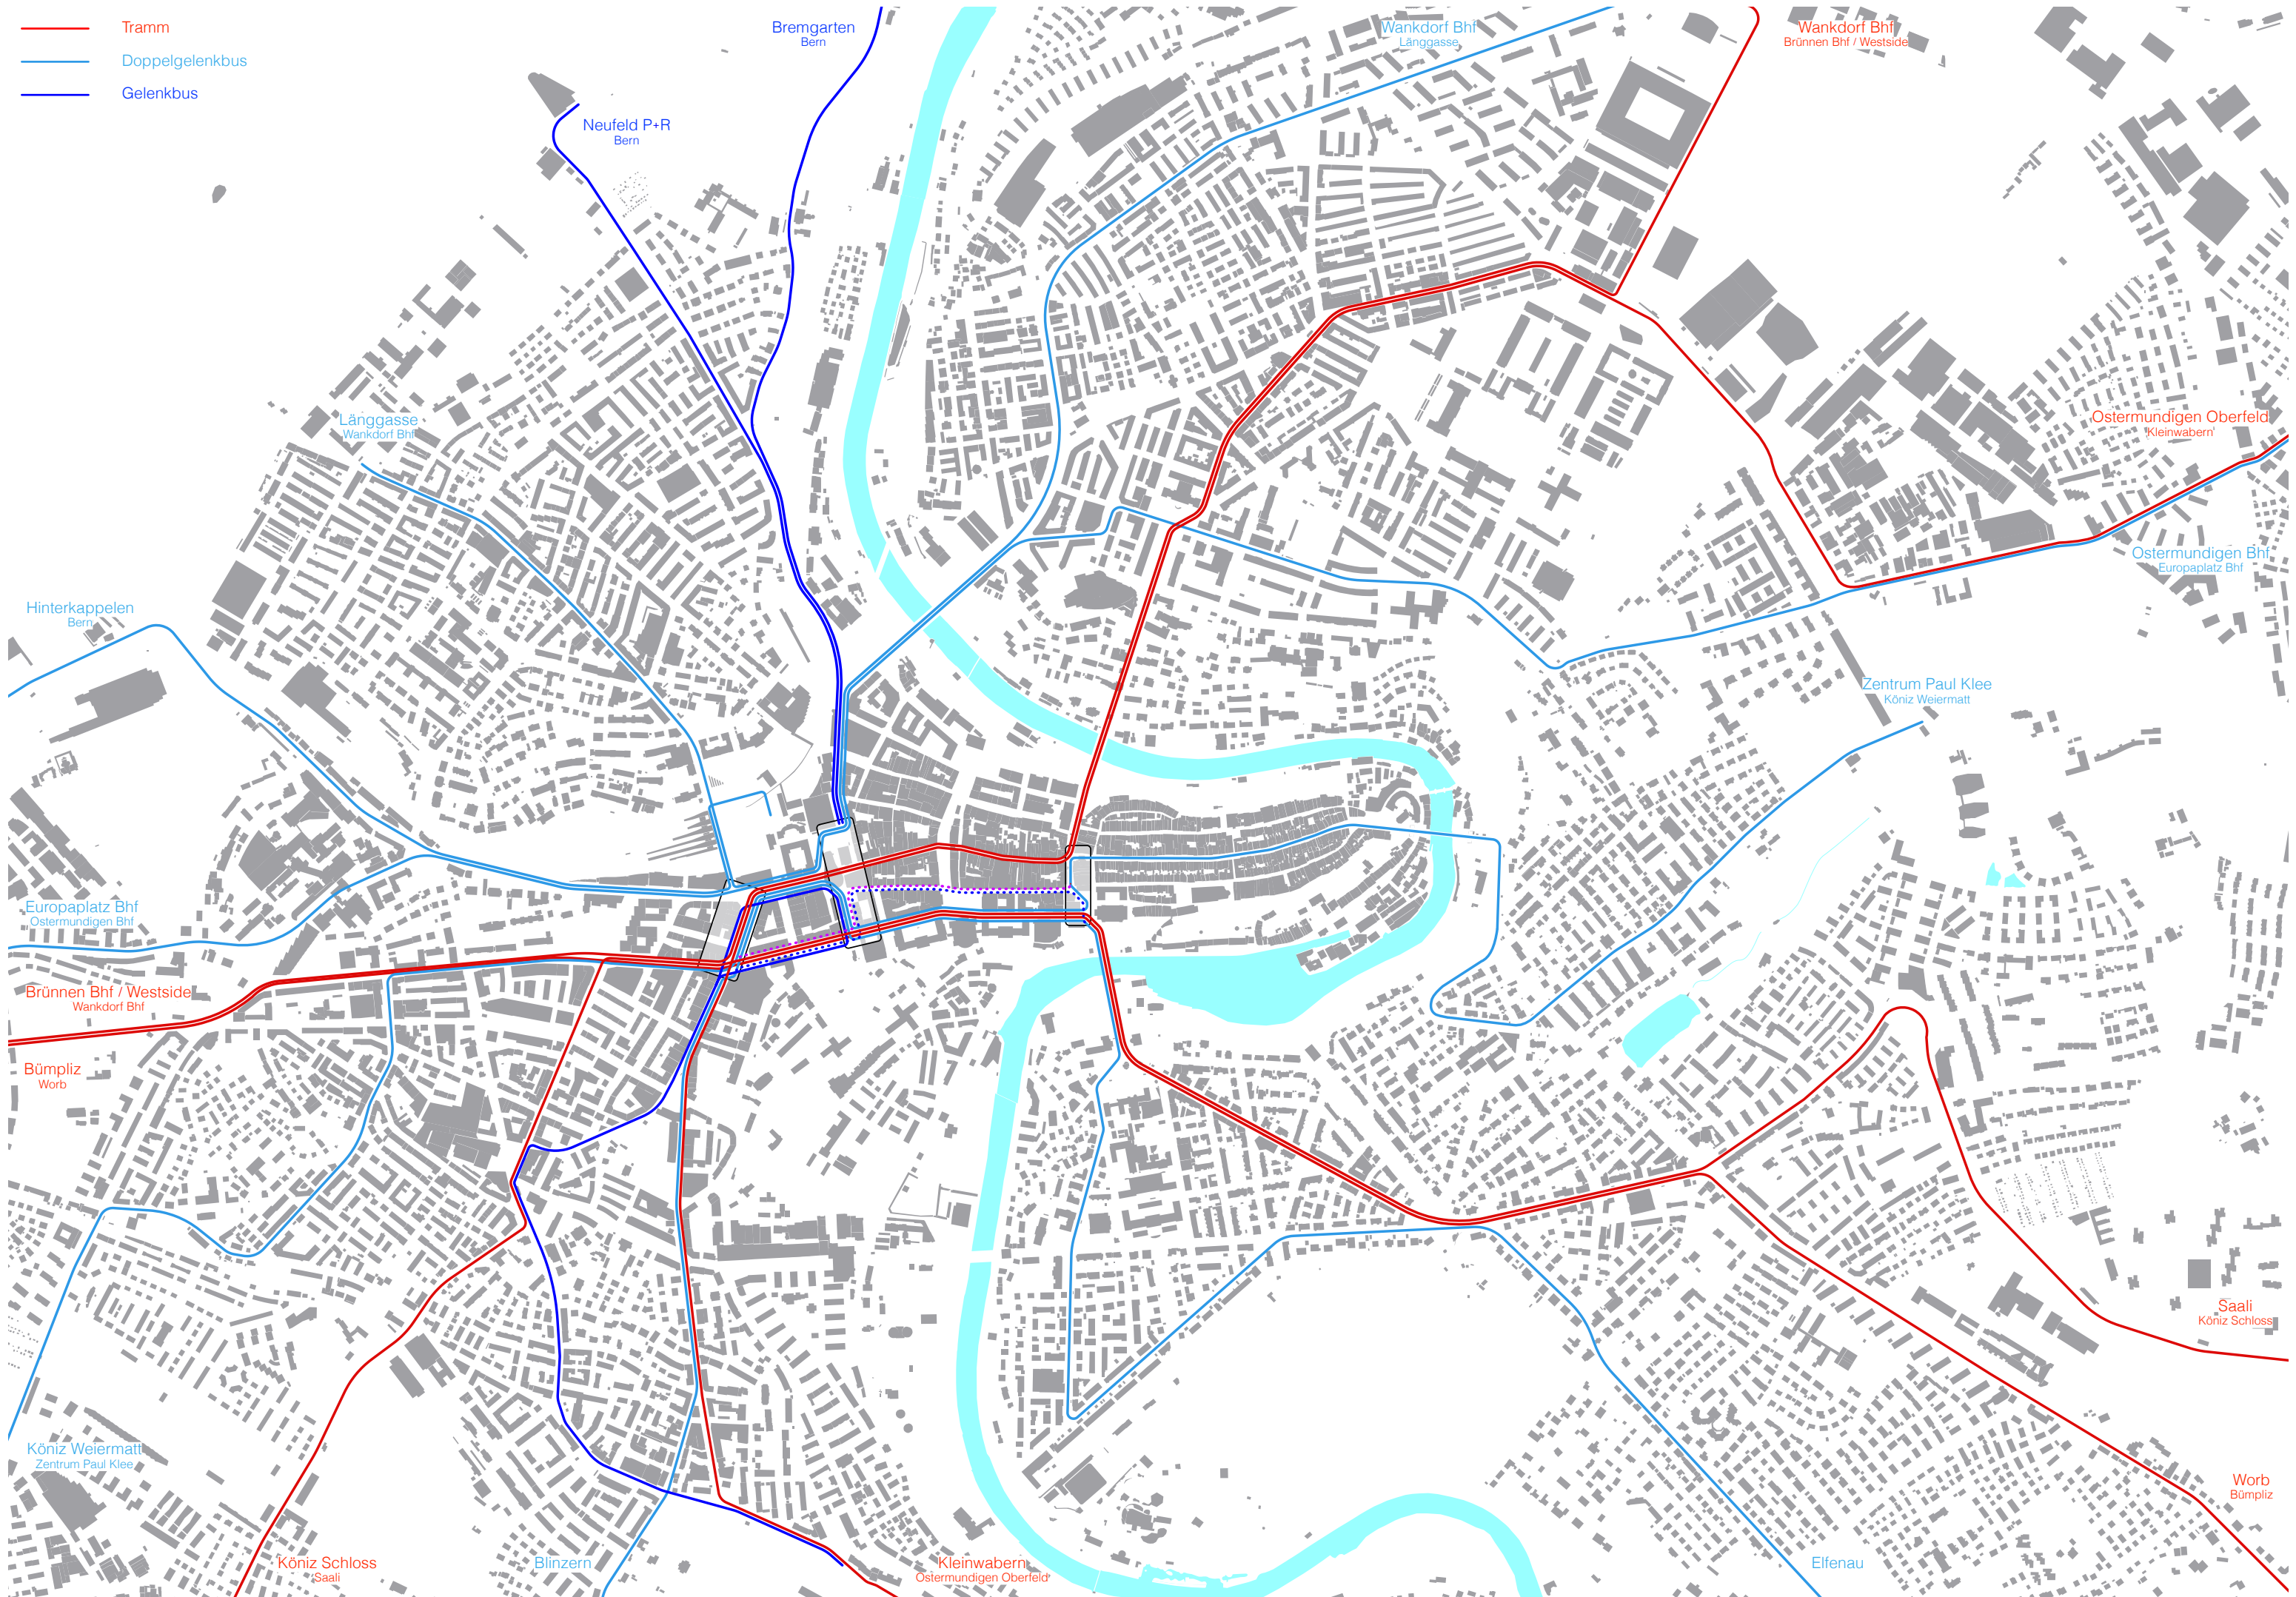 Tramm
Doppelgelenkbus
Gelenkbus
Bremgarten
Bern
Wankdorf Bhf
Länggasse
Wankdorf Bhf
Brünnen Bhf / Westside
Neufeld P+R
Bern
Länggasse
Wankdorf Bhf
Ostermundigen Oberfeld
Kleinwabern
Ostermundigen Bhf
Europaplatz Bhf
Hinterkappelen
Bern
Zentrum Paul Klee
Köniz Weiermatt
Europaplatz Bhf
Ostermundigen Bhf
Brünnen Bhf / Westside
Wankdorf Bhf
Bümpliz
Worb
Saali
Köniz Schloss
Köniz Weiermatt
Zentrum Paul Klee
Worb
Bümpliz
Köniz Schloss
Saali
Blinzern
Kleinwabern
Ostermundigen Oberfeld
Elfenau